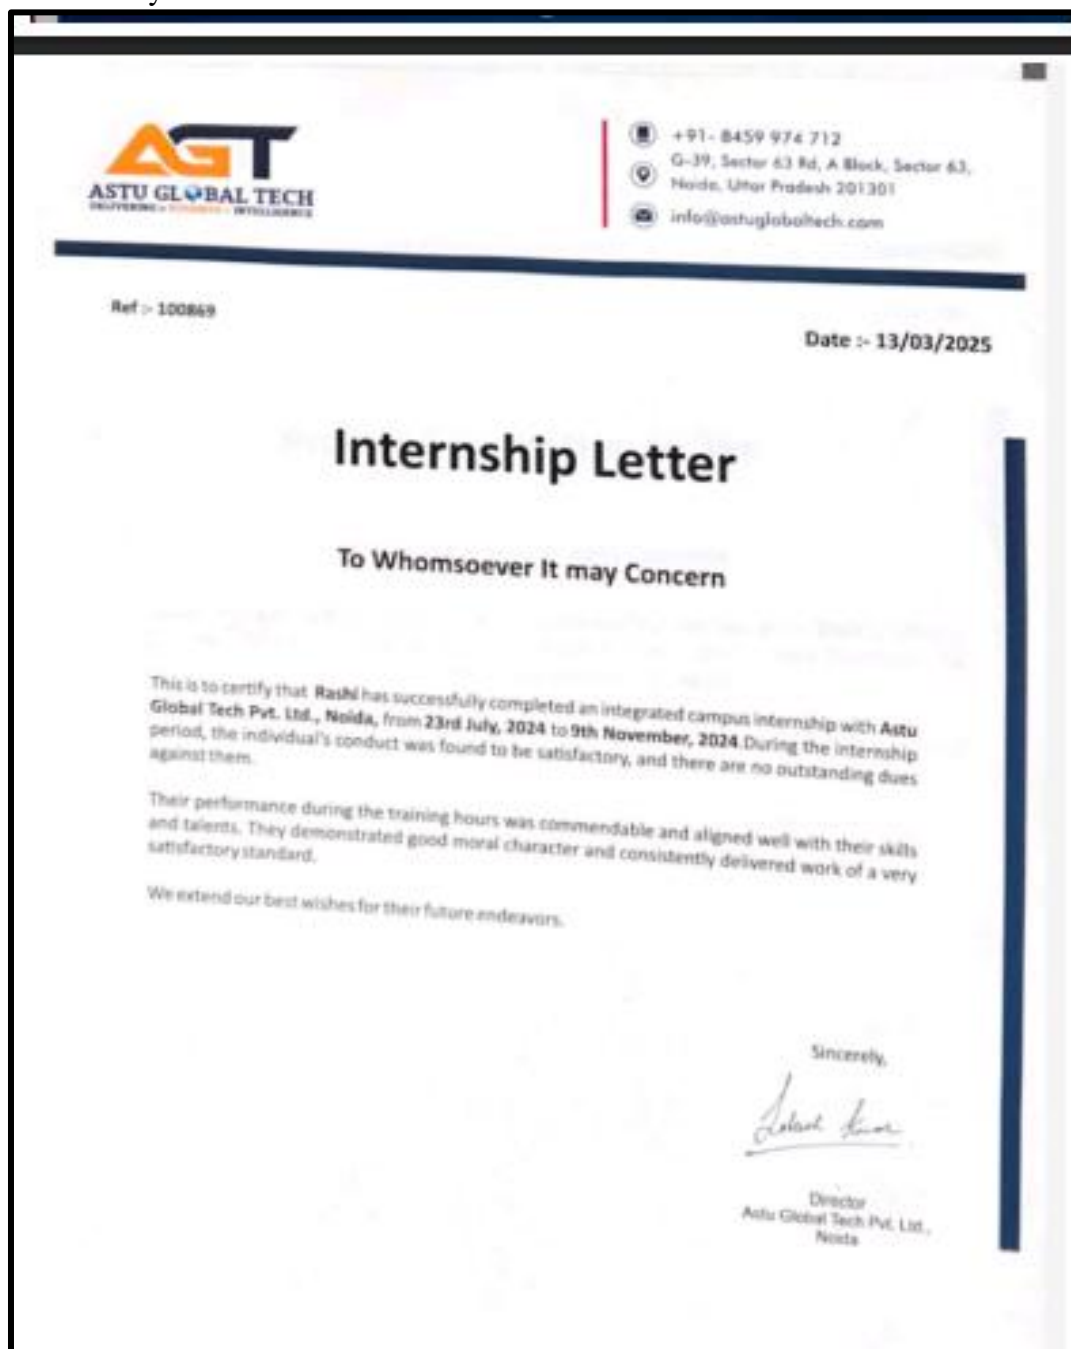 AGT
ASTU GLOBAL TECH
+91- 8459 974 712
G-39, Sector 63 Rd, A Block, Sector 63,
Noida, Uttar Pradesh 201301
info@astuglobaltech.com
Ref :- 100869
Date :- 13/03/2025
Internship Letter
To Whomsoever It may Concern
This is to certify that Rashi has successfully completed an integrated campus internship with Astu
Global Tech Pvt. Ltd., Noida, from 23rd July, 2024 to 9th November, 2024.During the internship
period, the individual's conduct was found to be satisfactory, and there are no outstanding dues
against them.
Their performance during the training hours was commendable and aligned well with their skills
and talents. They demonstrated good moral character and consistently delivered work of a very
satisfactory standard.
We extend our best wishes for their future endeavors.
Sincerely,
Director
Astu Global Tech Pvt. Ltd.,
Noida